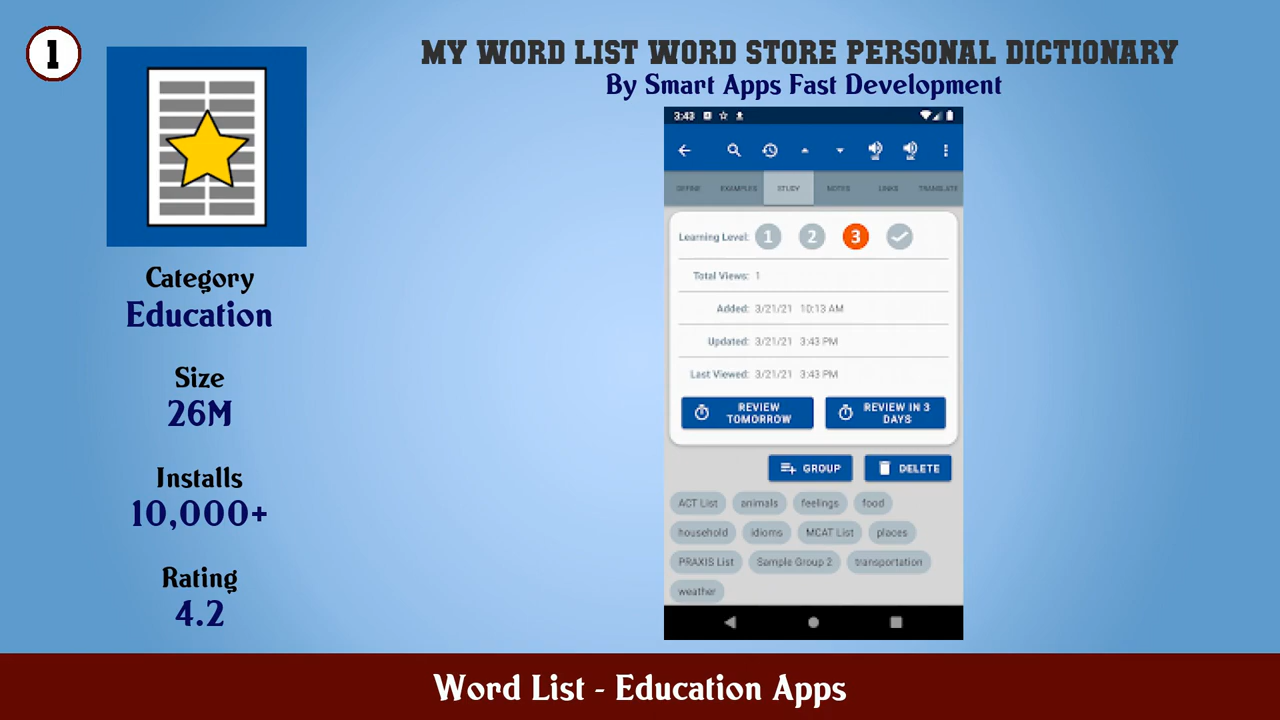 1
MY WORD LIST WORD STORE PERSONAL DICTIONARY
By Smart Apps Fast Development
Category
Education
Size
26M
Installs
10,000+
Rating
4.2
3:43
DEFINE EXAMPLES STUDY NOTES LINKS TRANSLATE
Learning Level: 1 2 3
Total Views: 1
Added: 3/21/21 10:13 AM
Updated: 3/21/21 3:43 PM
Last Viewed: 3/21/21 3:43 PM
REVIEW TOMORROW
REVIEW IN 3 DAYS
GROUP DELETE
ACT List animals feelings food
household idioms MCAT List places
PRAXIS List Sample Group 2 transportation
weather
Word List - Education Apps